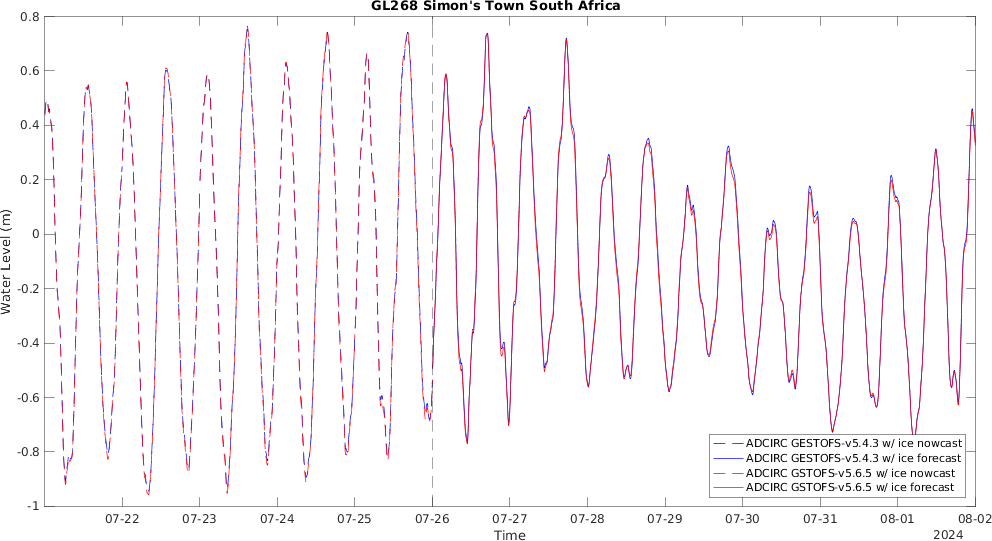 GL268 Simon's Town South Africa
0.8
0.6
0.4
0.2
0
-0.2
-0.4
-0.6
-0.8
-1
Water Level (m)
ADCIRC GESTOFS-v5.4.3 w/ ice nowcast
ADCIRC GESTOFS-v5.4.3 w/ ice forecast
ADCIRC GSTOFS-v5.6.5 w/ ice nowcast
ADCIRC GSTOFS-v5.6.5 w/ ice forecast
07-22 07-23 07-24 07-25 07-26 07-27 07-28 07-29 07-30 07-31 08-01 08-02
Time
2024